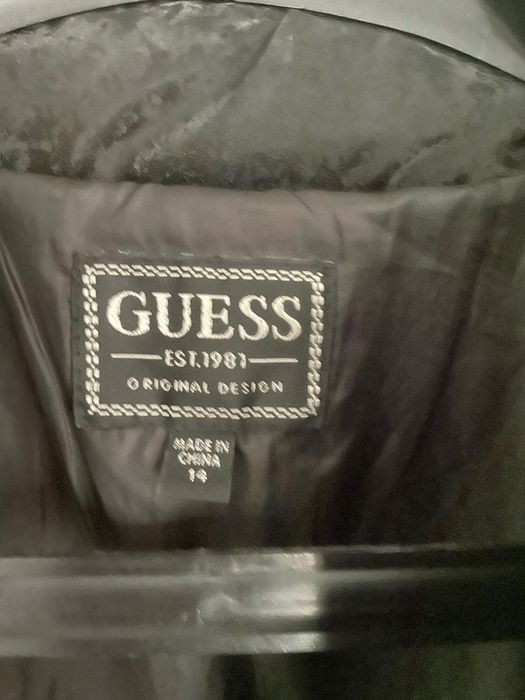 GUESS
EST.1981
ORIGINAL DESIGN
MADE IN
CHINA
14